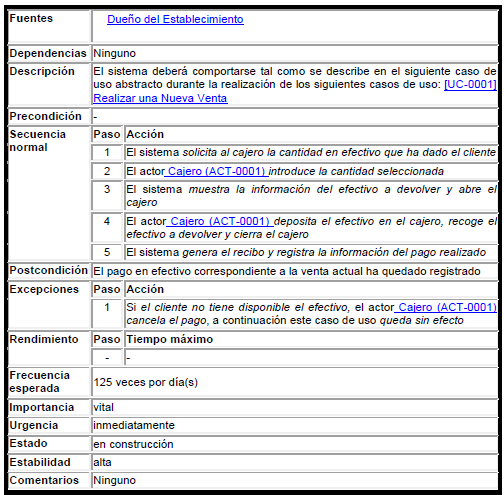 Fuentes Dueño del Establecimiento
Dependencias Ninguno
Descripción El sistema deberá comportarse tal como se describe en el siguiente caso de
uso abstracto durante la realización de los siguientes casos de uso: [UC-0001]
Realizar una Nueva Venta
Precondición -
Secuencia normal Paso Acción
1 El sistema solicita al cajero la cantidad en efectivo que ha dado el cliente
2 El actor Cajero (ACT-0001) introduce la cantidad seleccionada
3 El sistema muestra la información del efectivo a devolver y abre el
cajero
4 El actor Cajero (ACT-0001) deposita el efectivo en el cajero, recoge el
efectivo a devolver y cierra el cajero
5 El sistema genera el recibo y registra la información del pago realizado
Postcondición El pago en efectivo correspondiente a la venta actual ha quedado registrado
Excepciones Paso Acción
1 Si el cliente no tiene disponible el efectivo, el actor Cajero (ACT-0001)
cancela el pago, a continuación este caso de uso queda sin efecto
Rendimiento Paso Tiempo máximo
- -
Frecuencia esperada 125 veces por día(s)
Importancia vital
Urgencia inmediatamente
Estado en construcción
Estabilidad alta
Comentarios Ninguno